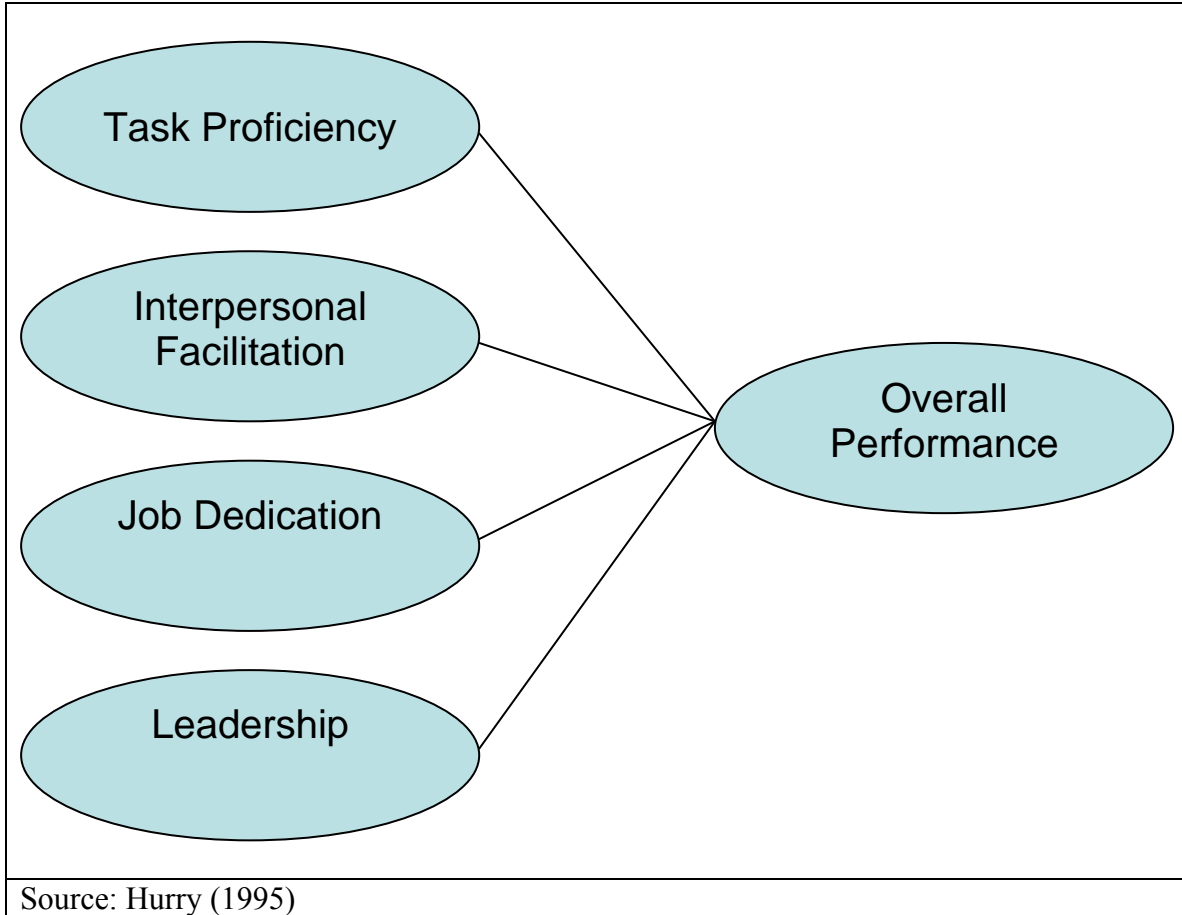 Task Proficiency
Interpersonal
Facilitation
Job Dedication
Leadership
Overall
Performance
Source: Hurry (1995)